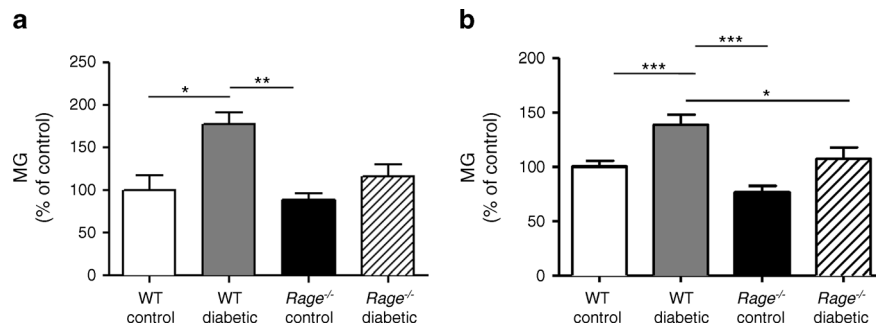 a
250
200
150
100
50
0
MG
(% of control)
*
**
WT
control
WT
diabetic
Rage-/-
control
Rage-/-
diabetic
b
200
150
100
50
0
MG
(% of control)
***
***
*
WT
control
WT
diabetic
Rage-/-
control
Rage-/-
diabetic